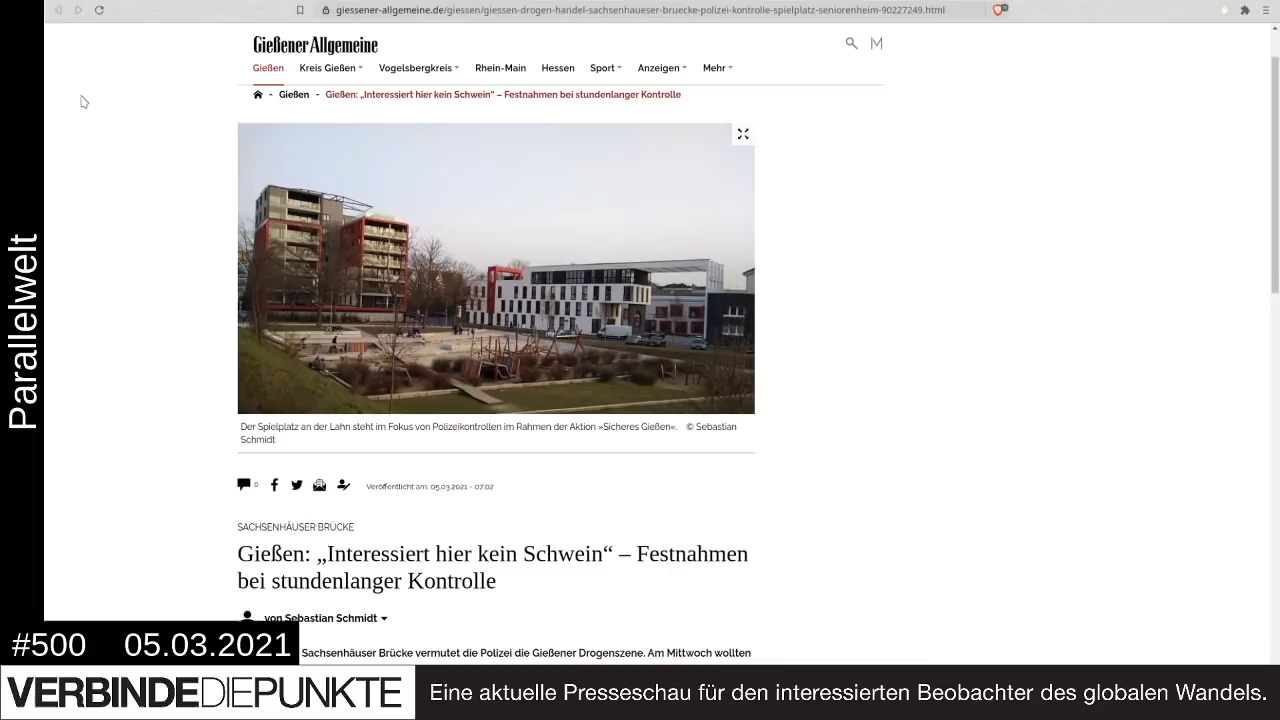 giessener-allgemeine.de/giessen/giessen-drogen-handel-sachsenhaeuser-bruecke-polizei-kontrolle-spielplatz-seniorenheim-90227249.html
Gießener Allgemeine
Gießen Kreis Gießen Vogelsbergkreis Rhein-Main Hessen Sport Anzeigen Mehr
- Gießen - Gießen: „Interessiert hier kein Schwein“ – Festnahmen bei stundenlanger Kontrolle
Parallelwelt
Der Spielplatz an der Lahn steht im Fokus von Polizeikontrollen im Rahmen der Aktion »Sicheres Gießen«. © Sebastian
Schmidt
0 Veröffentlicht am: 05.03.2021 - 07:02
SACHSENHÄUSER BRÜCKE
Gießen: „Interessiert hier kein Schwein“ – Festnahmen
bei stundenlanger Kontrolle
von Sebastian Schmidt
Sachsenhäuser Brücke vermutet die Polizei die Gießener Drogenszene. Am Mittwoch wollten
#500 05.03.2021
VERBINDEDIEPUNKTE
Eine aktuelle Presseschau für den interessierten Beobachter des globalen Wandels.